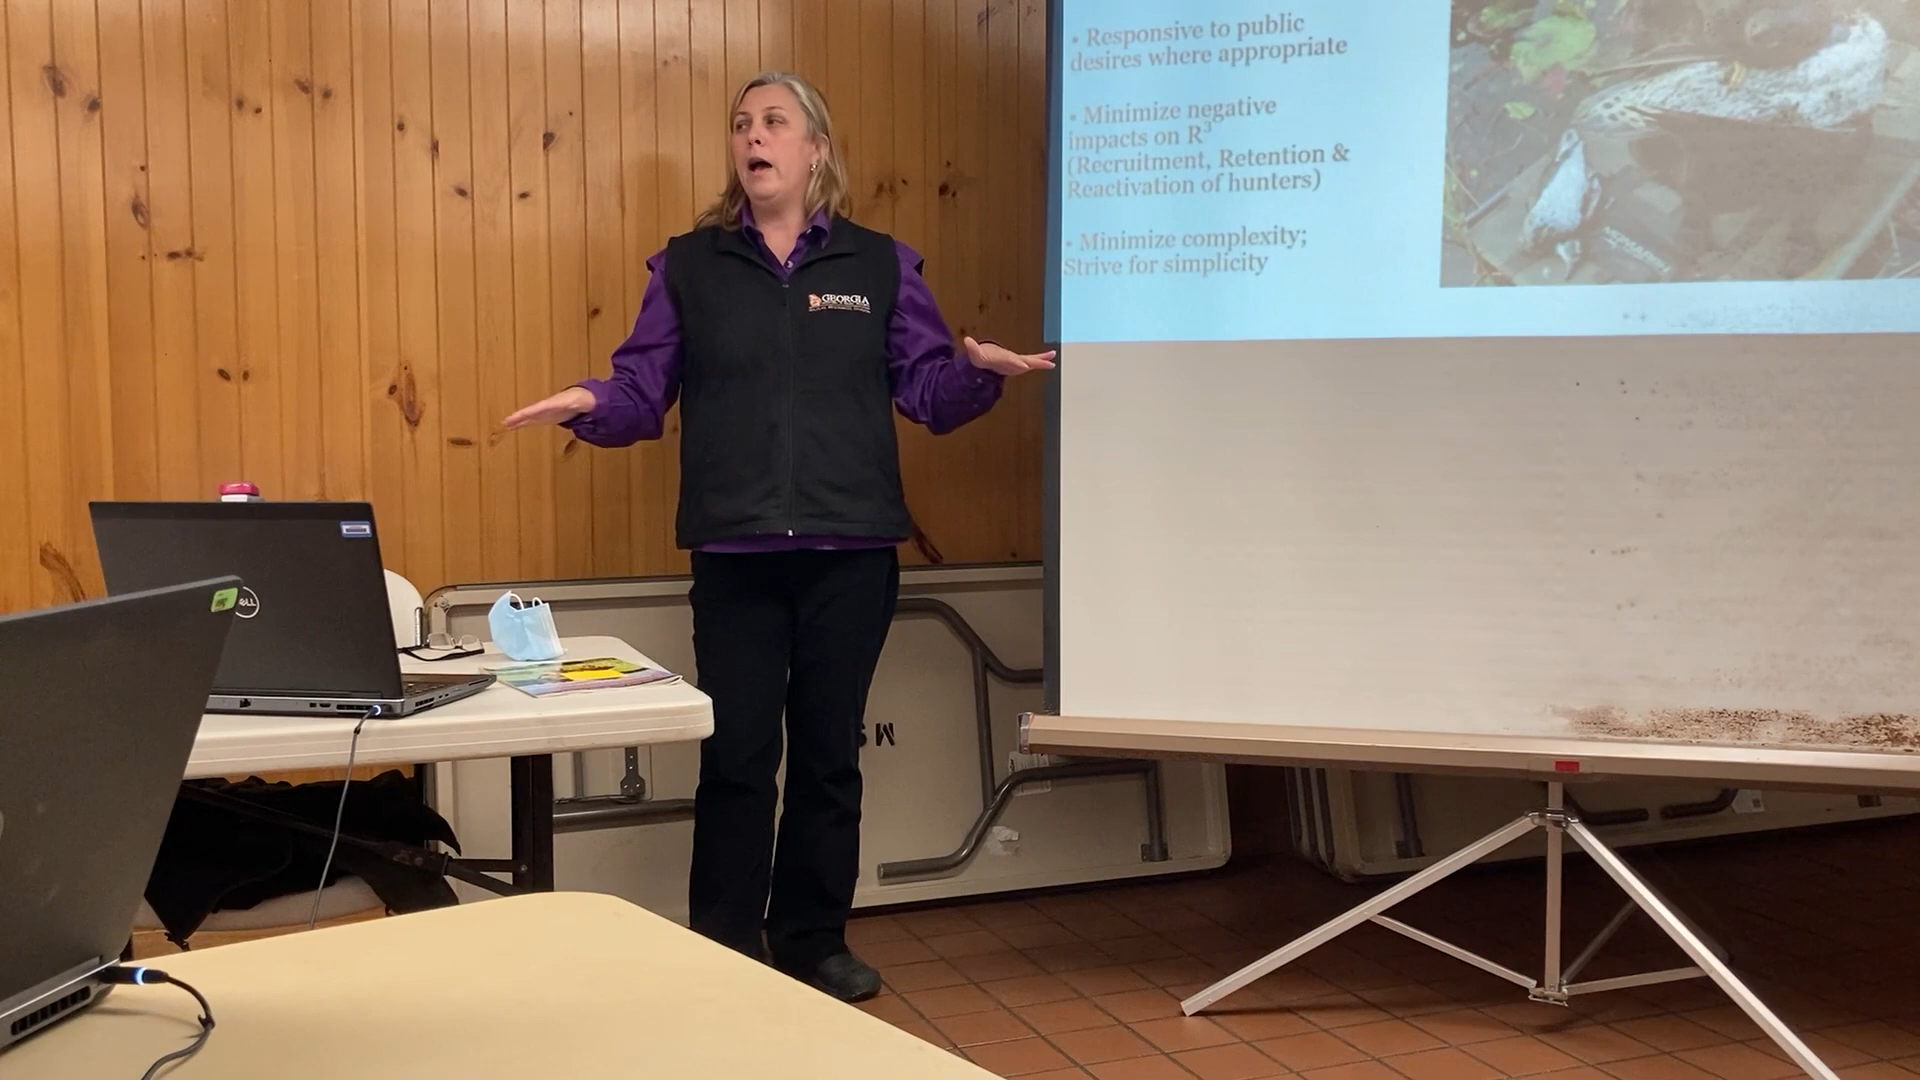 • Responsive to public
desires where appropriate
• Minimize negative
impacts on R³
(Recruitment, Retention &
Reactivation of hunters)
• Minimize complexity;
Strive for simplicity
GEORGIA
DELL